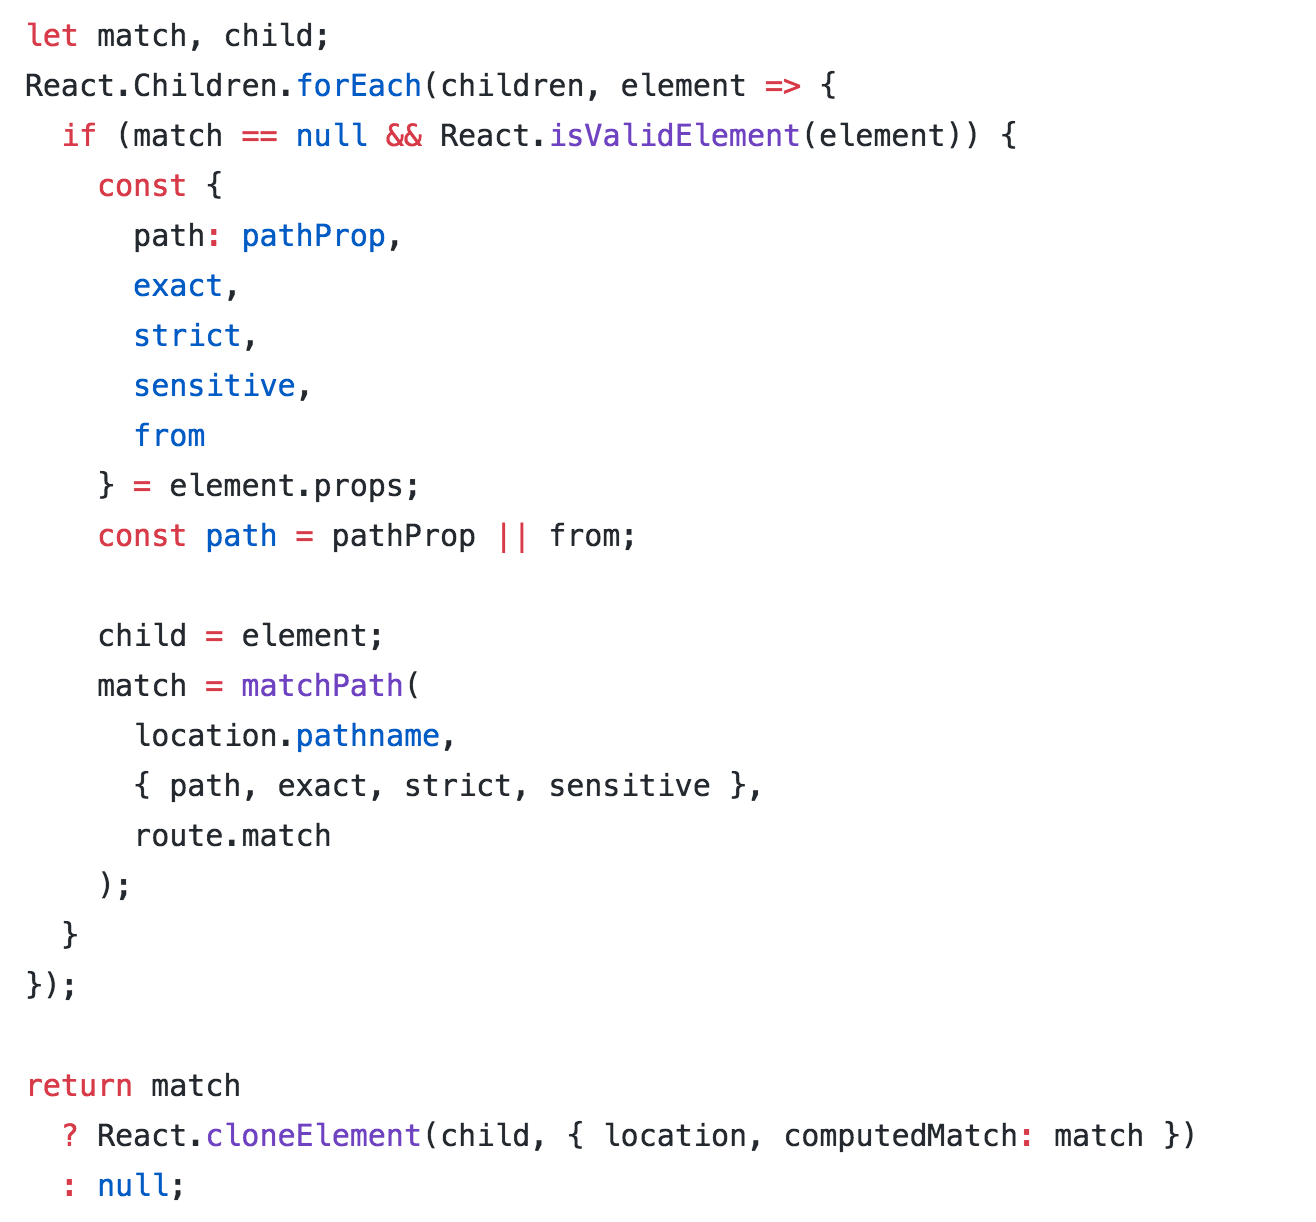 let match, child;
React.Children.forEach(children, element => {
  if (match == null && React.isValidElement(element)) {
    const {
      path: pathProp,
      exact,
      strict,
      sensitive,
      from
    } = element.props;
    const path = pathProp || from;

    child = element;
    match = matchPath(
      location.pathname,
      { path, exact, strict, sensitive },
      route.match
    );
  }
});

return match
  ? React.cloneElement(child, { location, computedMatch: match })
  : null;